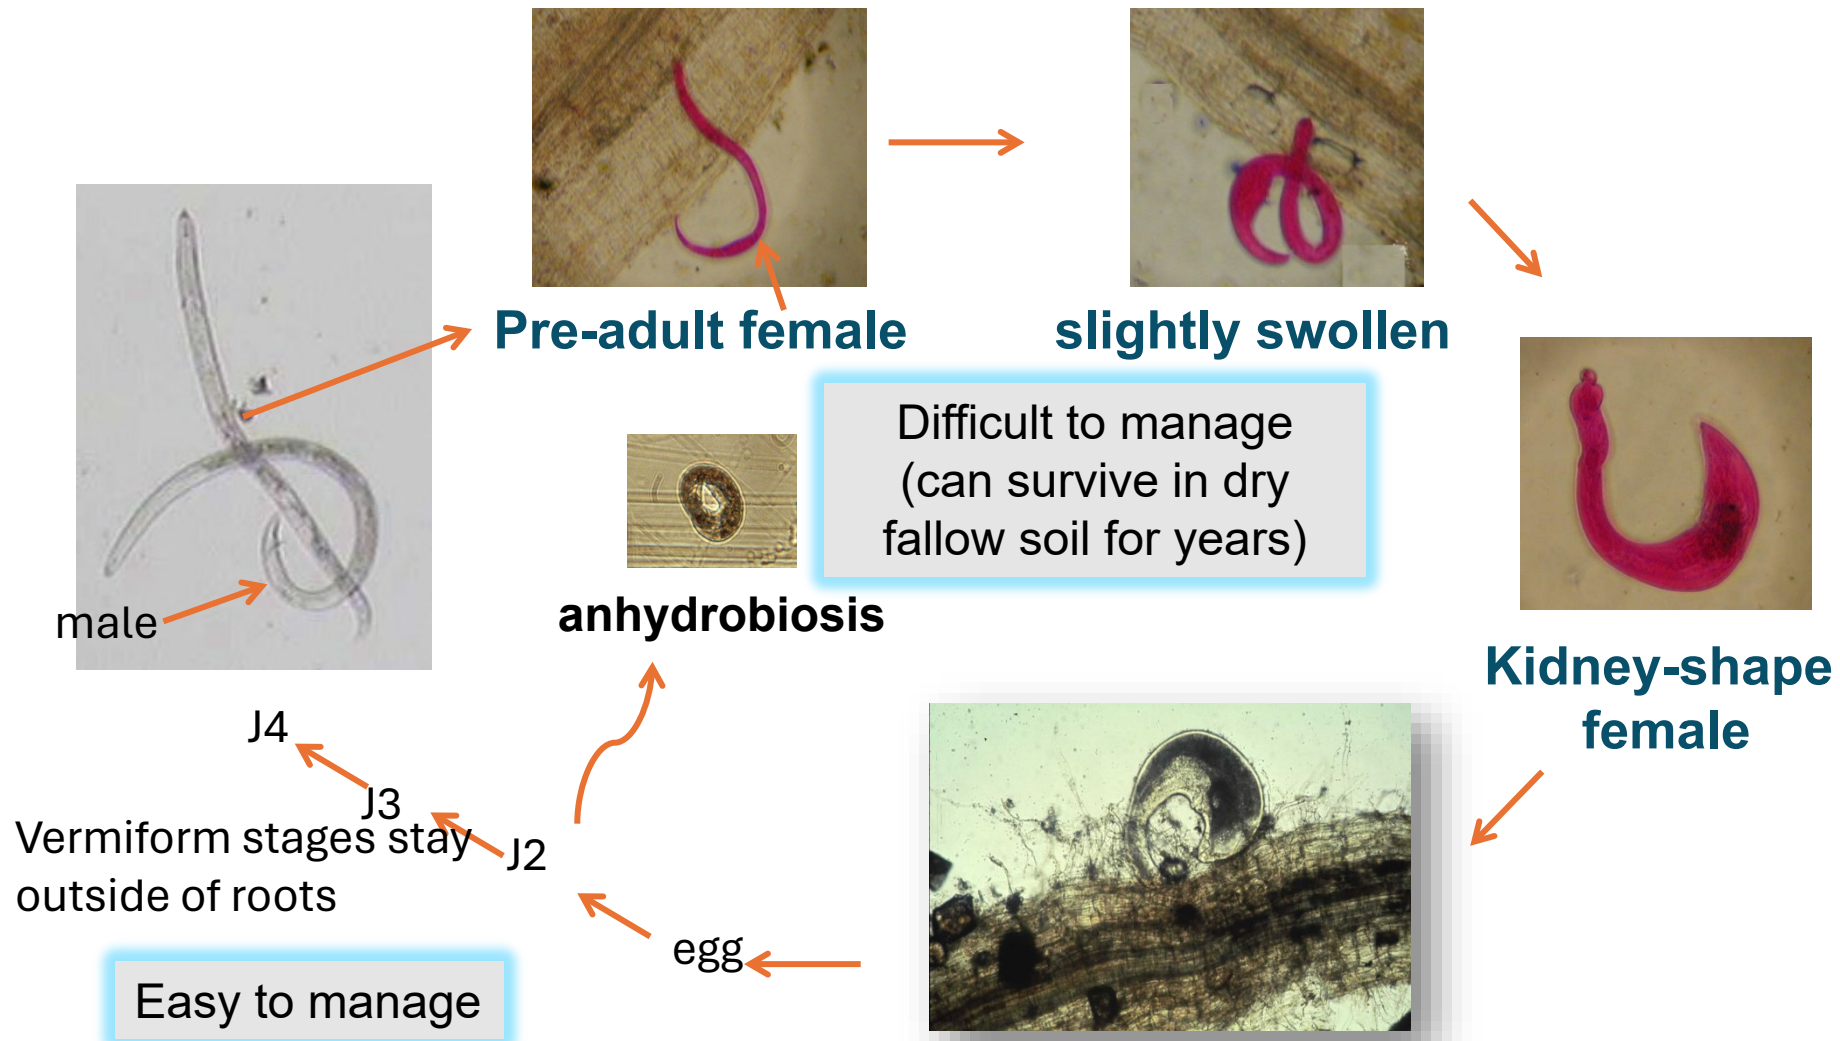 Pre-adult female
slightly swollen
Difficult to manage
(can survive in dry
fallow soil for years)
anhydrobiosis
male
Kidney-shape
female
J4
J3
J2
Vermiform stages stay
outside of roots
egg
Easy to manage